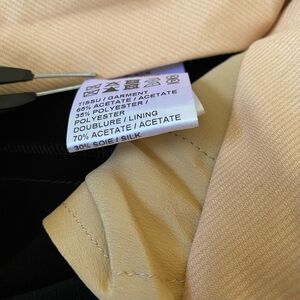 TISSU / GARMENT
65% ACETATE / ACETATE
35% POLYESTER /
POLYESTER
DOUBLURE / LINING
70% ACETATE / ACETATE
30% SOIE / SILK